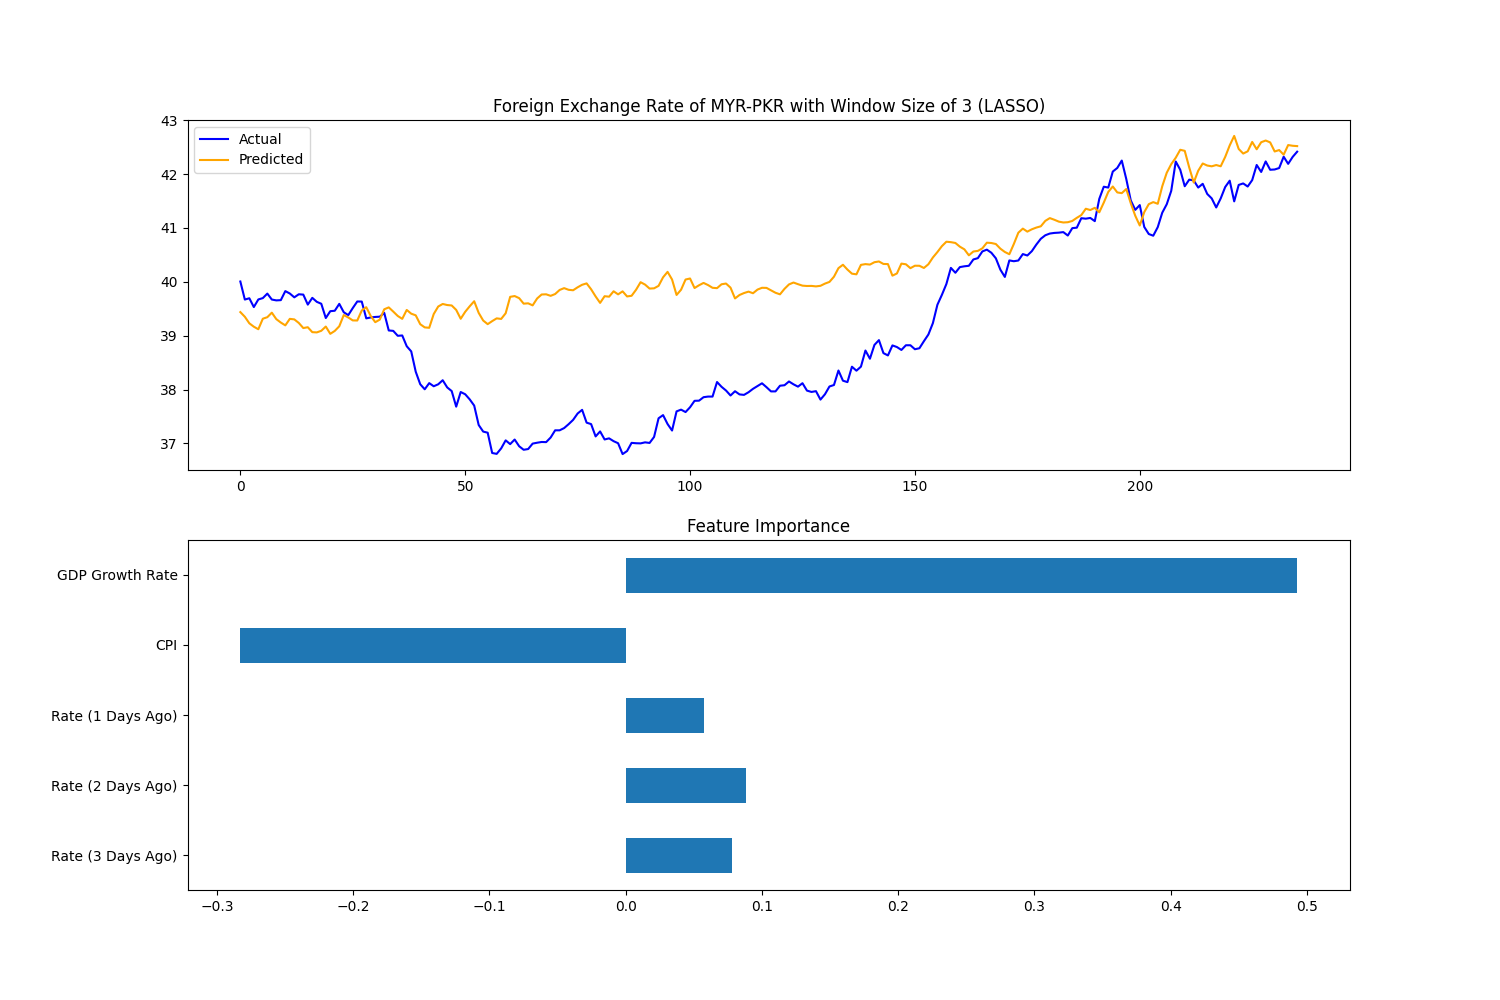 Foreign Exchange Rate of MYR-PKR with Window Size of 3 (LASSO)
43
42
41
40
39
38
37
Actual
Predicted
0 50 100 150 200
Feature Importance
GDP Growth Rate
CPI
Rate (1 Days Ago)
Rate (2 Days Ago)
Rate (3 Days Ago)
−0.3 −0.2 −0.1 0.0 0.1 0.2 0.3 0.4 0.5